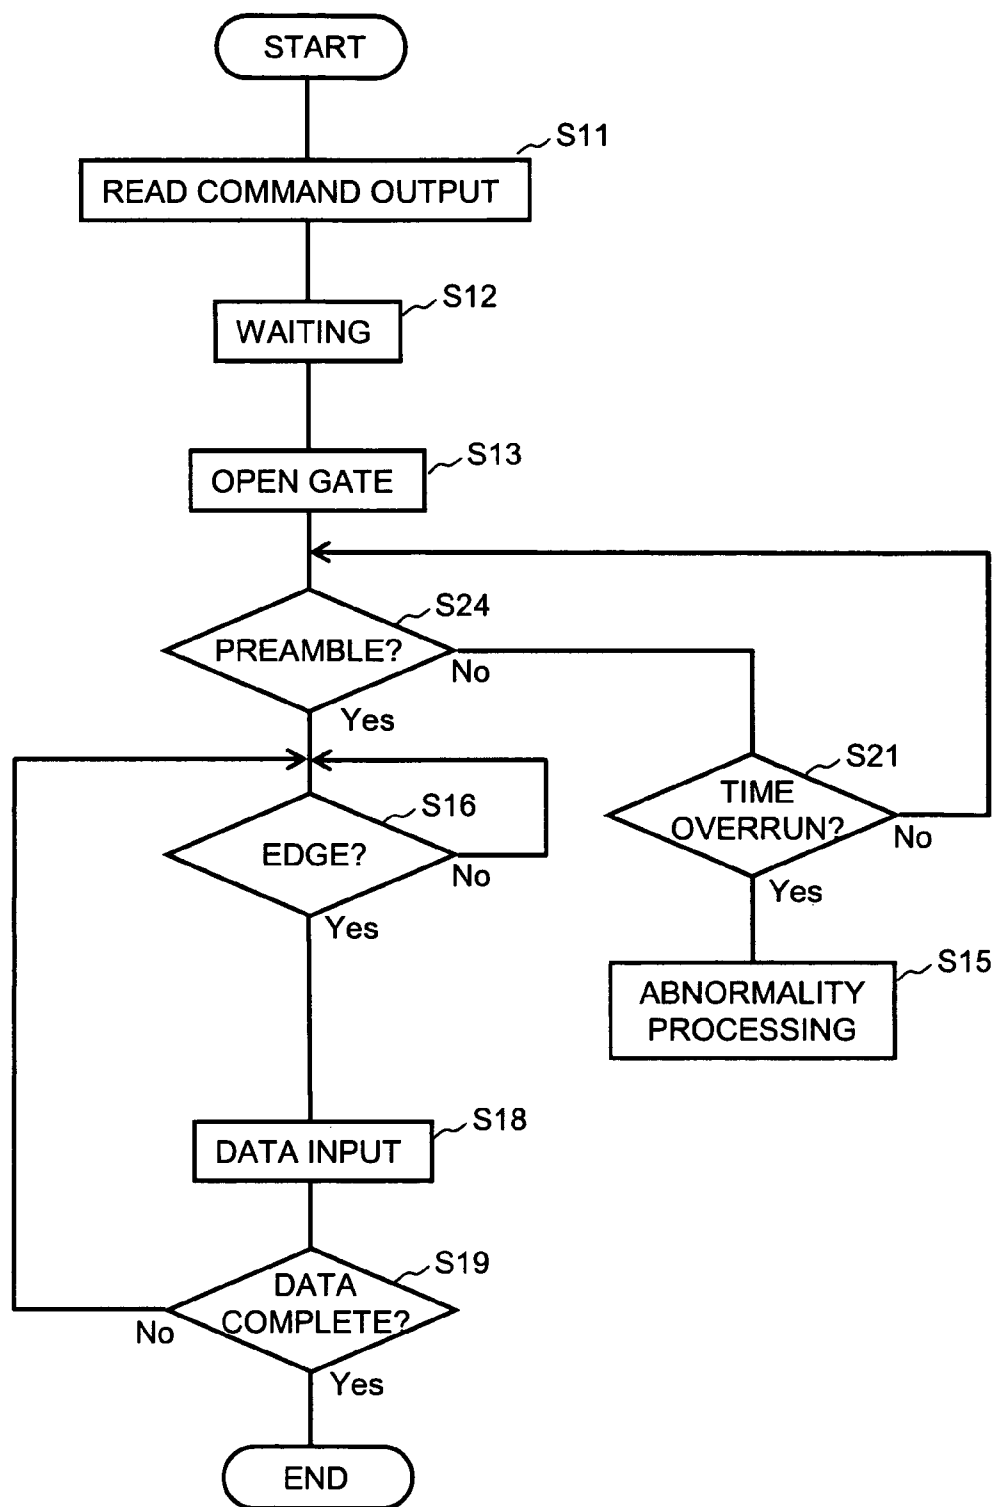 START
S11
READ COMMAND OUTPUT
S12
WAITING
S13
OPEN GATE
S24
PREAMBLE?
No
Yes
S21
TIME
OVERRUN?
No
Yes
S16
EDGE?
No
Yes
S15
ABNORMALITY
PROCESSING
S18
DATA INPUT
S19
DATA
COMPLETE?
No
Yes
END